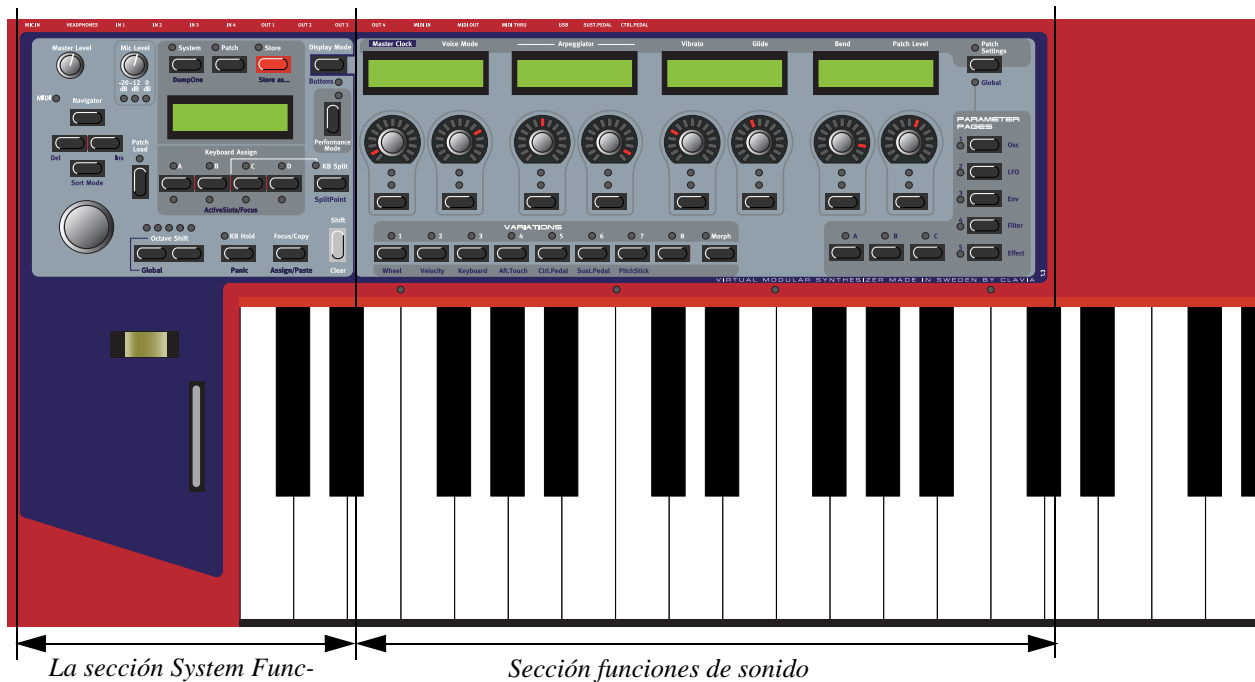 MIC IN HEADPHONES IN 1 IN 2 IN 3 IN 4 OUT 1 OUT 2 OUT 3 OUT 4 MIDI IN MIDI OUT MIDI THRU USB SUST.PEDAL CTRL.PEDAL
Master Level
Mic Level
System
Patch
Store
Display Mode
-20 -12 0
dB dB dB
DumpOne
Store as...
Buttons
MIDI
Navigator
Del
Ins
Sort Mode
Patch
Load
Performance
Mode
Keyboard Assign
A B C D
KB Split
ActiveSlots/Focus
SplitPoint
Octave Shift
Global
KB Hold
Panic
Focus/Copy
Assign/Paste
Shift
Clear
Master Clock
Voice Mode
Arpeggiator
Vibrato
Glide
Bend
Patch Level
Patch
Settings
Global
PARAMETER
PAGES
1 Osc
2 LFO
3 Env
4 Filter
5 Effect
VARIATIONS
1 2 3 4 5 6 7 8 Morph
Wheel Velocity Keyboard Aft.Touch Ctrl.Pedal Sust.Pedal PitchStick
A B C
VIRTUAL MODULAR SYNTHESIZER MADE IN SWEDEN BY CLAVIA
1.3
La sección System Func-
Sección funciones de sonido